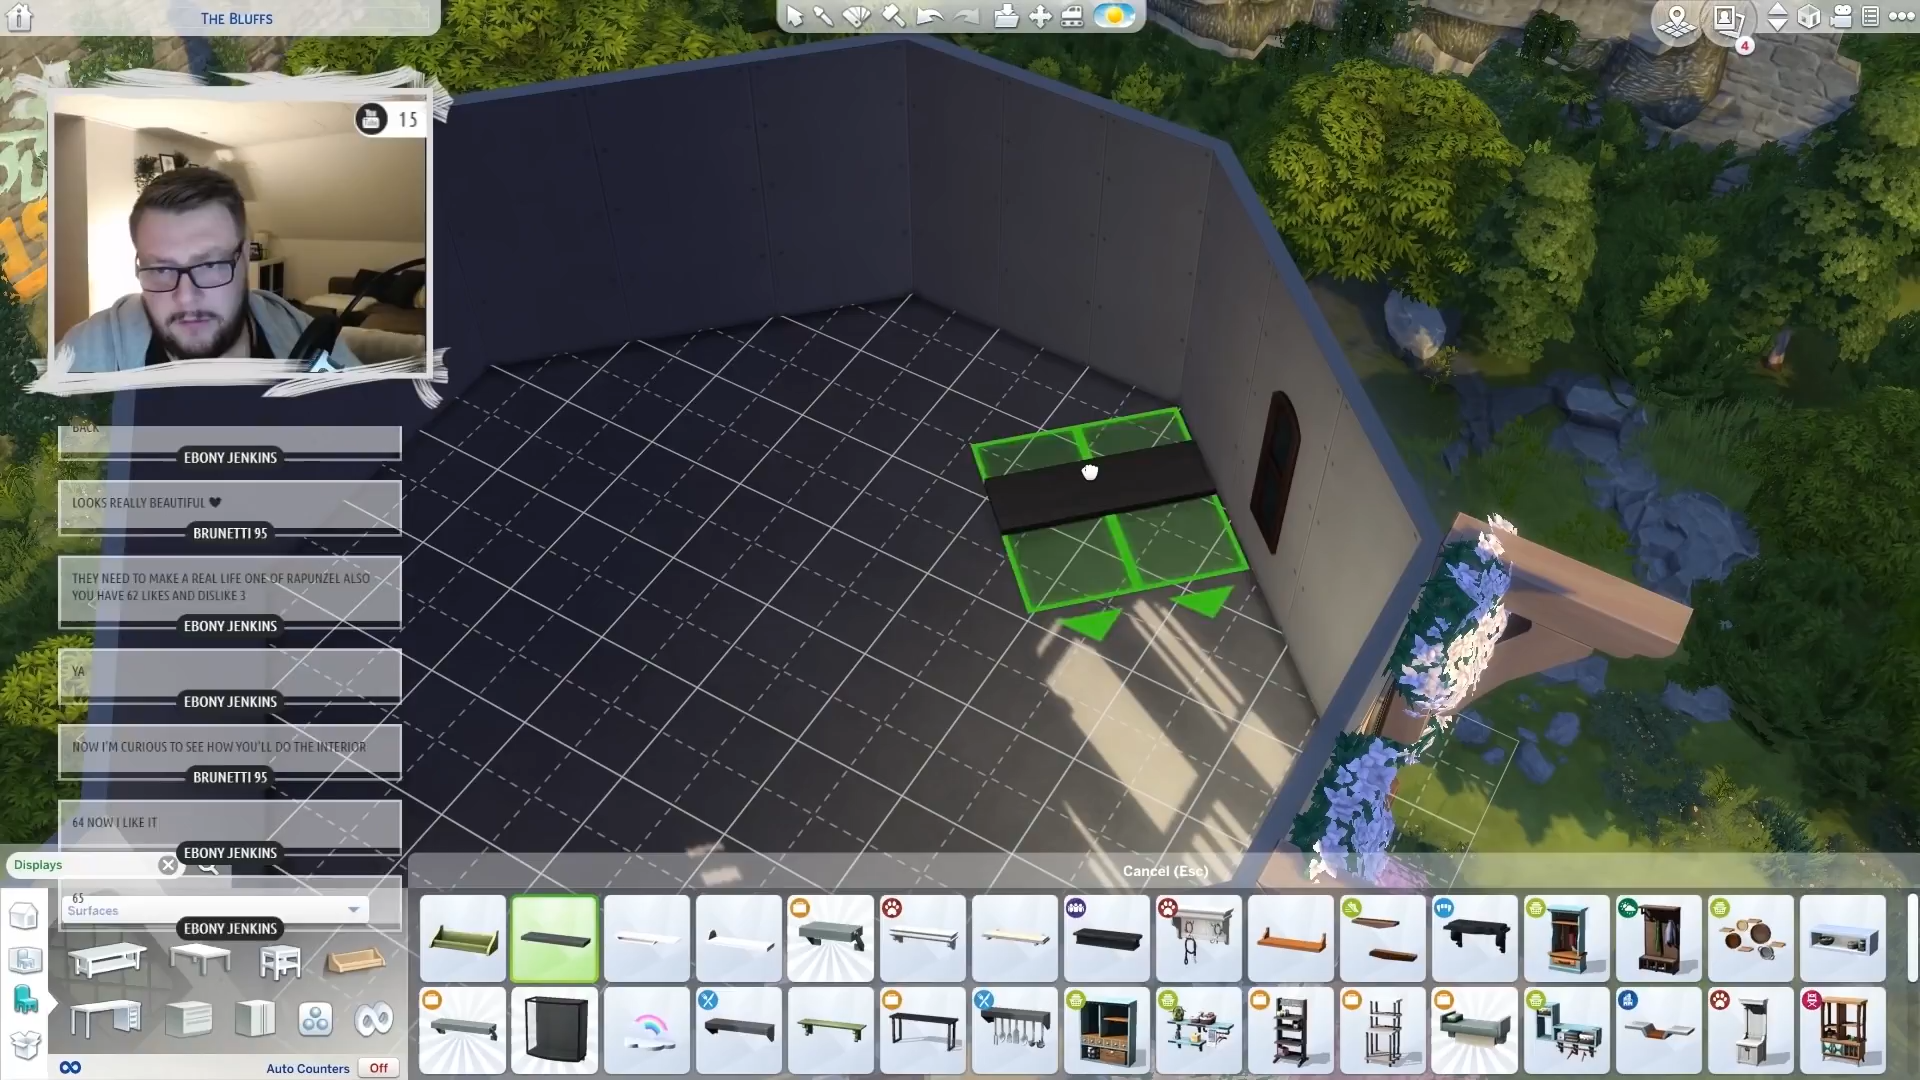 The Bluffs
4
You Tube
15
BACK
EBONY JENKINS
LOOKS REALLY BEAUTIFUL ♥
BRUNETTI 95
THEY NEED TO MAKE A REAL LIFE ONE OF RAPUNZEL ALSO
YOU HAVE 62 LIKES AND DISLIKE 3
EBONY JENKINS
YA
EBONY JENKINS
NOW I'M CURIOUS TO SEE HOW YOU'LL DO THE INTERIOR
BRUNETTI 95
64 NOW I LIKE IT
EBONY JENKINS
Displays
Cancel (Esc)
65
Surfaces
EBONY JENKINS
Auto Counters
Off